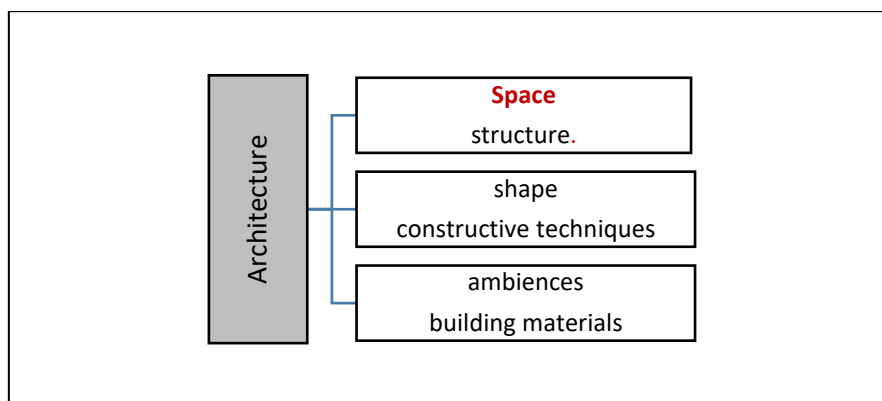 Architecture
Space
structure.
shape
constructive techniques
ambiences
building materials